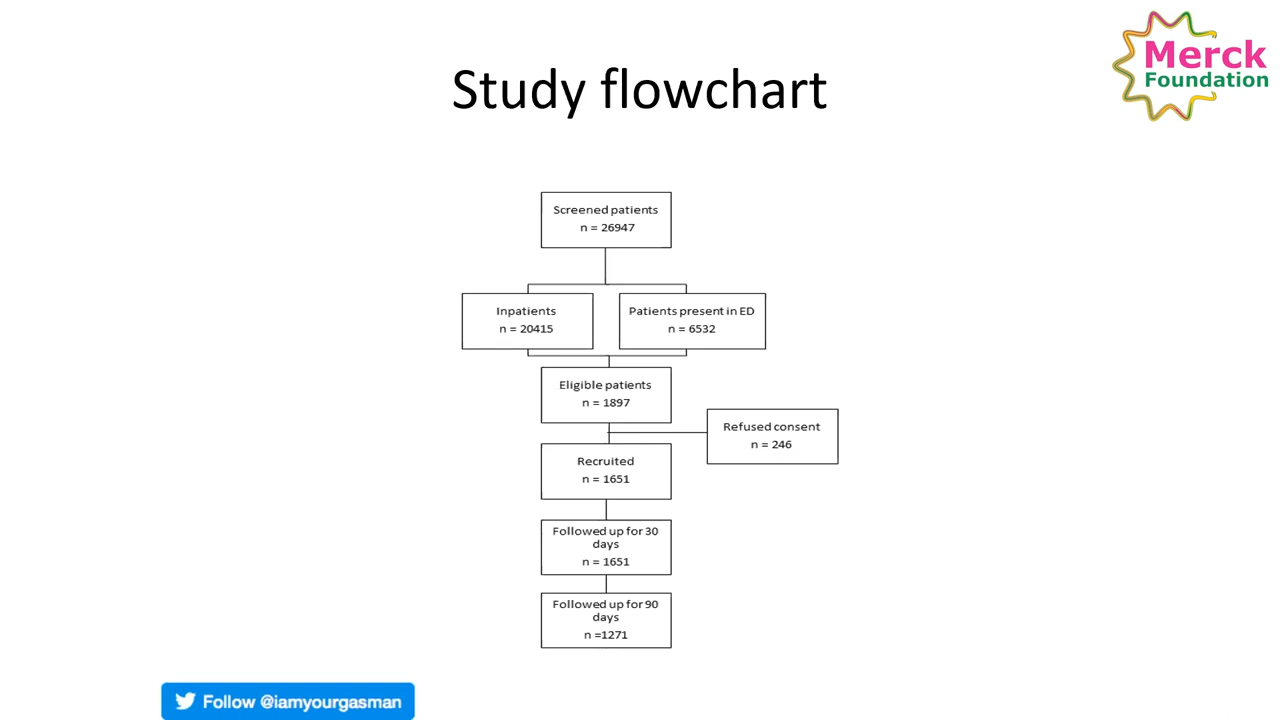 Merck
Foundation
Study flowchart
Screened patients
n = 26947
Inpatients
n = 20415
Patients present in ED
n = 6532
Eligible patients
n = 1897
Refused consent
n = 246
Recruited
n = 1651
Followed up for 30
days
n = 1651
Followed up for 90
days
n =1271
Follow @iamyourgasman